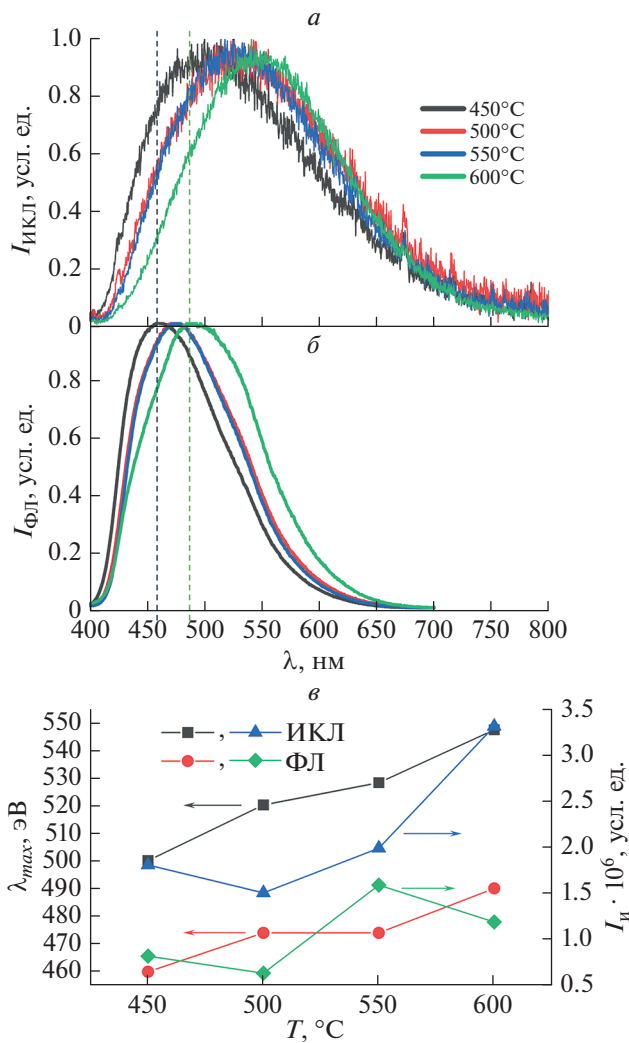 а
1.0
0.8
0.6
0.4
0.2
0
I_ИКЛ, усл. ед.
450°C
500°C
550°C
600°C
б
0.8
0.6
0.4
0.2
0
I_ФЛ, усл. ед.
400 450 500 550 600 650 700 750 800
λ, нм
в
550
540
530
520
510
500
490
480
470
460
λ_max, эВ
, ИКЛ
, ФЛ
3.5
3.0
2.5
2.0
1.5
1.0
0.5
I_и · 10⁶, усл. ед.
450 500 550 600
T, °C